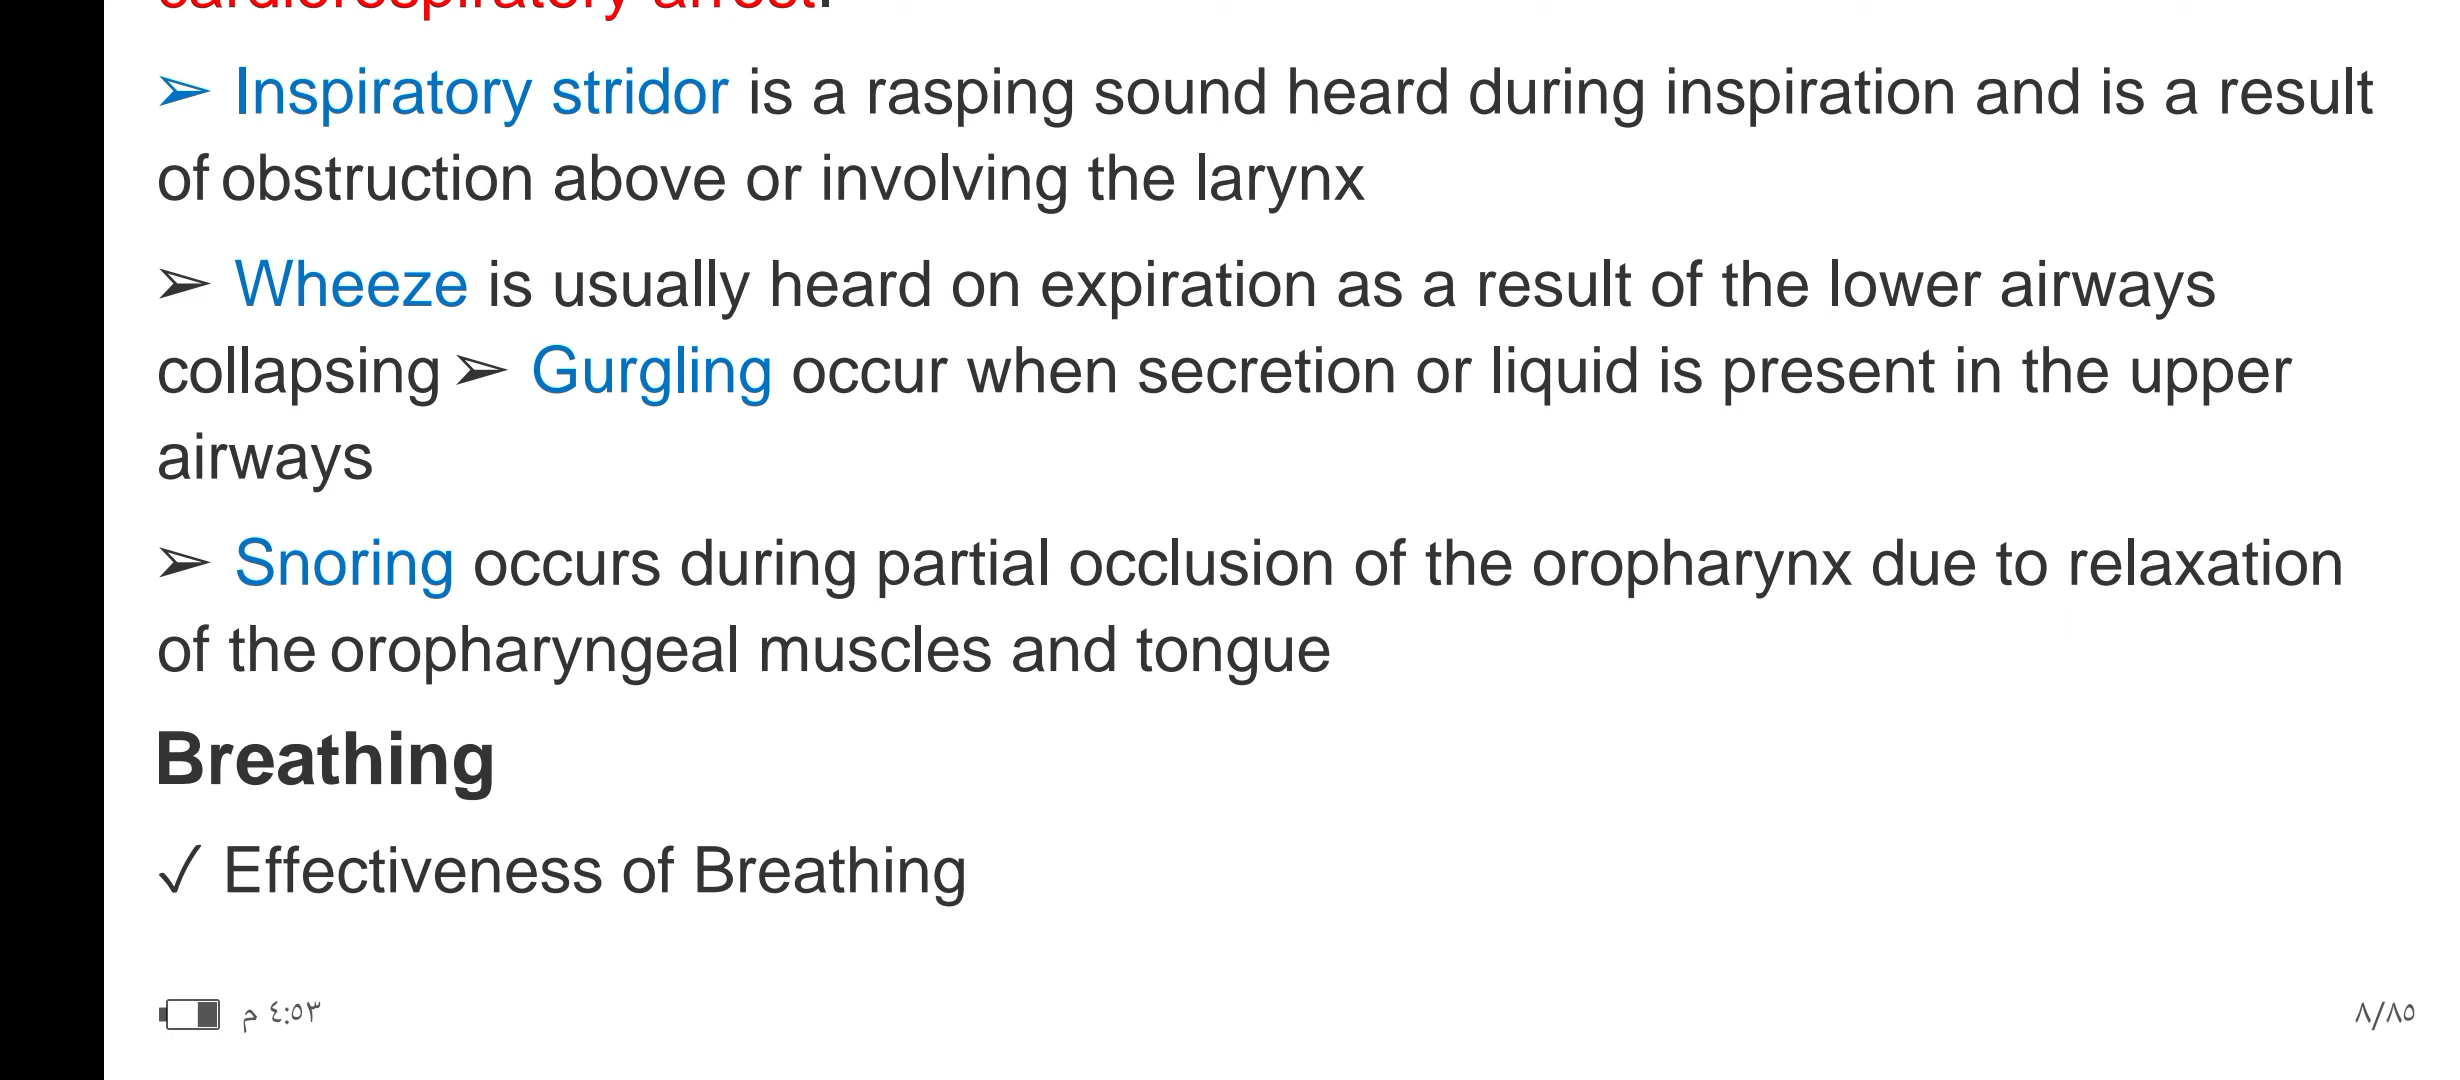 cardiorespiratory arrest.
➢ Inspiratory stridor is a rasping sound heard during inspiration and is a result
of obstruction above or involving the larynx
➢ Wheeze is usually heard on expiration as a result of the lower airways
collapsing ➢ Gurgling occur when secretion or liquid is present in the upper
airways
➢ Snoring occurs during partial occlusion of the oropharynx due to relaxation
of the oropharyngeal muscles and tongue
Breathing
✓ Effectiveness of Breathing
٤:٥٣ م
٨/٨٥